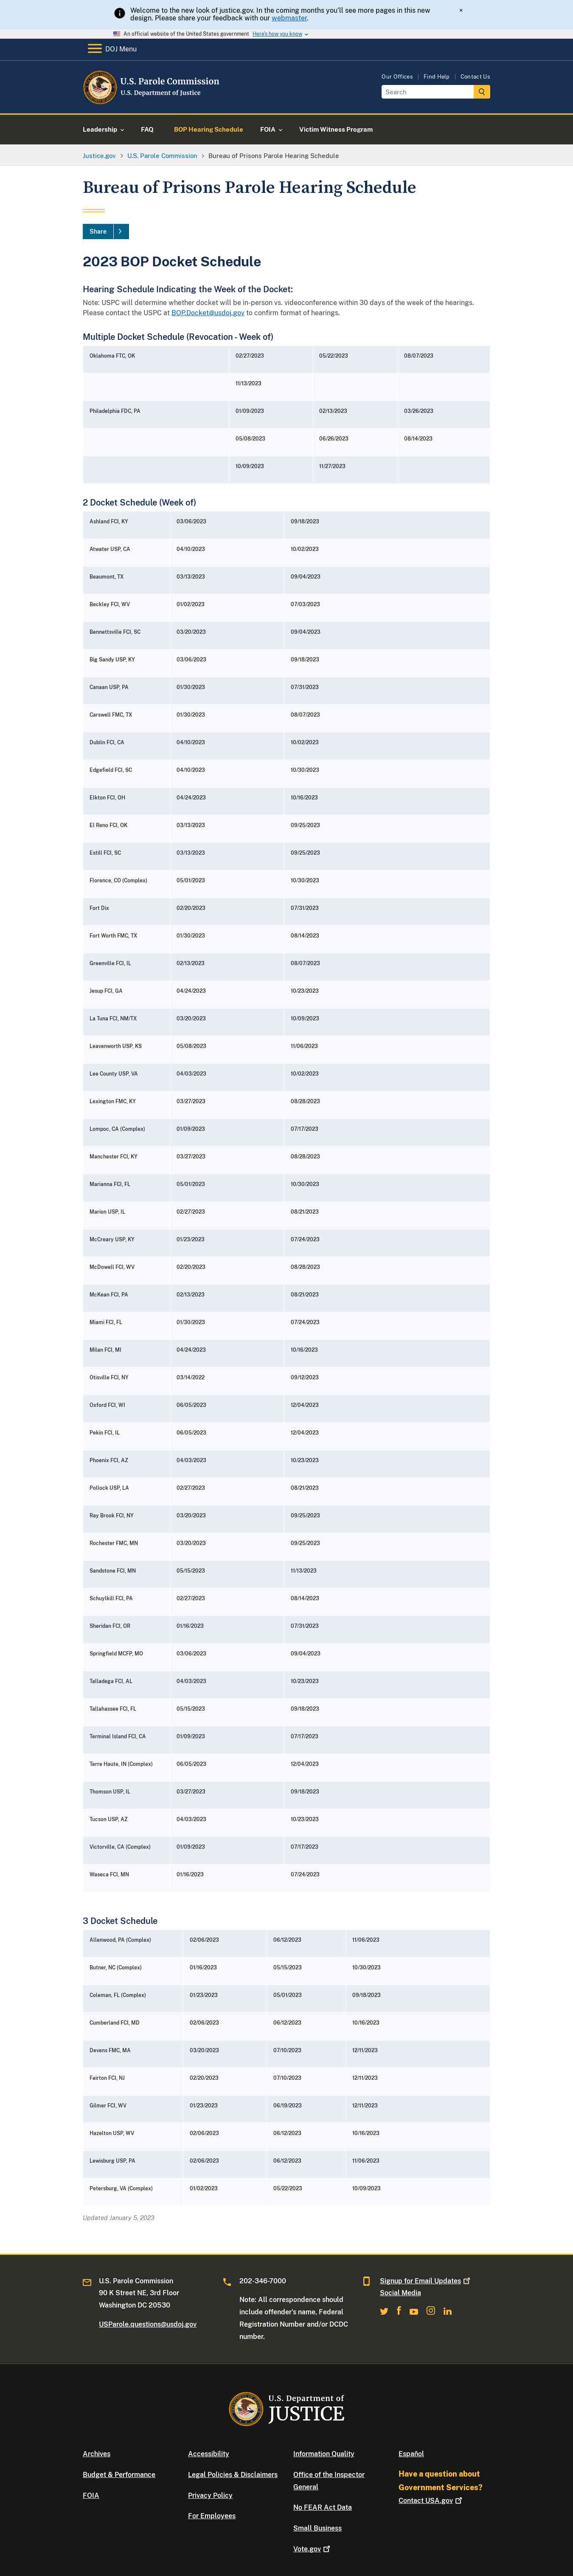 Welcome to the new look of justice.gov. In the coming months you'll see more pages in this new
design. Please share your feedback with our webmaster.
×
An official website of the United States government Here's how you know
DOJ Menu
U.S. Parole Commission
U.S. Department of Justice
Our Offices | Find Help | Contact Us
Search
Leadership FAQ BOP Hearing Schedule FOIA Victim Witness Program
Justice.gov > U.S. Parole Commission > Bureau of Prisons Parole Hearing Schedule
Bureau of Prisons Parole Hearing Schedule
Share
2023 BOP Docket Schedule
Hearing Schedule Indicating the Week of the Docket:
Note: USPC will determine whether docket will be in-person vs. videoconference within 30 days of the week of the hearings.
Please contact the USPC at BOP.Docket@usdoj.gov to confirm format of hearings.
Multiple Docket Schedule (Revocation - Week of)
Oklahoma FTC, OK 02/27/2023 05/22/2023 08/07/2023
11/13/2023
Philadelphia FDC, PA 01/09/2023 02/13/2023 03/26/2023
05/08/2023 06/26/2023 08/14/2023
10/09/2023 11/27/2023
2 Docket Schedule (Week of)
Ashland FCI, KY 03/06/2023 09/18/2023
Atwater USP, CA 04/10/2023 10/02/2023
Beaumont, TX 03/13/2023 09/04/2023
Beckley FCI, WV 01/02/2023 07/03/2023
Bennettsville FCI, SC 03/20/2023 09/04/2023
Big Sandy USP, KY 03/06/2023 09/18/2023
Canaan USP, PA 01/30/2023 07/31/2023
Carswell FMC, TX 01/30/2023 08/07/2023
Dublin FCI, CA 04/10/2023 10/02/2023
Edgefield FCI, SC 04/10/2023 10/30/2023
Elkton FCI, OH 04/24/2023 10/16/2023
El Reno FCI, OK 03/13/2023 09/25/2023
Estill FCI, SC 03/13/2023 09/25/2023
Florence, CO (Complex) 05/01/2023 10/30/2023
Fort Dix 02/20/2023 07/31/2023
Fort Worth FMC, TX 01/30/2023 08/14/2023
Greenville FCI, IL 02/13/2023 08/07/2023
Jesup FCI, GA 04/24/2023 10/23/2023
La Tuna FCI, NM/TX 03/20/2023 10/09/2023
Leavenworth USP, KS 05/08/2023 11/06/2023
Lee County USP, VA 04/03/2023 10/02/2023
Lexington FMC, KY 03/27/2023 08/28/2023
Lompoc, CA (Complex) 01/09/2023 07/17/2023
Manchester FCI, KY 03/27/2023 08/28/2023
Marianna FCI, FL 05/01/2023 10/30/2023
Marion USP, IL 02/27/2023 08/21/2023
McCreary USP, KY 01/23/2023 07/24/2023
McDowell FCI, WV 02/20/2023 08/28/2023
McKean FCI, PA 02/13/2023 08/21/2023
Miami FCI, FL 01/30/2023 07/24/2023
Milan FCI, MI 04/24/2023 10/16/2023
Otisville FCI, NY 03/14/2022 09/12/2023
Oxford FCI, WI 06/05/2023 12/04/2023
Pekin FCI, IL 06/05/2023 12/04/2023
Phoenix FCI, AZ 04/03/2023 10/23/2023
Pollock USP, LA 02/27/2023 08/21/2023
Ray Brook FCI, NY 03/20/2023 09/25/2023
Rochester FMC, MN 03/20/2023 09/25/2023
Sandstone FCI, MN 05/15/2023 11/13/2023
Schuylkill FCI, PA 02/27/2023 08/14/2023
Sheridan FCI, OR 01/16/2023 07/31/2023
Springfield MCFP, MO 03/06/2023 09/04/2023
Talladega FCI, AL 04/03/2023 10/23/2023
Tallahassee FCI, FL 05/15/2023 09/18/2023
Terminal Island FCI, CA 01/09/2023 07/17/2023
Terre Haute, IN (Complex) 06/05/2023 12/04/2023
Thomson USP, IL 03/27/2023 09/18/2023
Tucson USP, AZ 04/03/2023 10/23/2023
Victorville, CA (Complex) 01/09/2023 07/17/2023
Waseca FCI, MN 01/16/2023 07/24/2023
3 Docket Schedule
Allenwood, PA (Complex) 02/06/2023 06/12/2023 11/06/2023
Butner, NC (Complex) 01/16/2023 05/15/2023 10/30/2023
Coleman, FL (Complex) 01/23/2023 05/01/2023 09/18/2023
Cumberland FCI, MD 02/06/2023 06/12/2023 10/16/2023
Devens FMC, MA 03/20/2023 07/10/2023 12/11/2023
Fairton FCI, NJ 02/20/2023 07/10/2023 12/11/2023
Gilmer FCI, WV 01/23/2023 06/19/2023 12/11/2023
Hazelton USP, WV 02/06/2023 06/12/2023 10/16/2023
Lewisburg USP, PA 02/06/2023 06/12/2023 11/06/2023
Petersburg, VA (Complex) 01/02/2023 05/22/2023 10/09/2023
Updated January 5, 2023
U.S. Parole Commission
90 K Street NE, 3rd Floor
Washington DC 20530
USParole.questions@usdoj.gov
202-346-7000
Note: All correspondence should
include offender's name, Federal
Registration Number and/or DCDC
number.
Signup for Email Updates
Social Media
U.S. Department of
JUSTICE
Archives
Budget & Performance
FOIA
Accessibility
Legal Policies & Disclaimers
Privacy Policy
For Employees
Information Quality
Office of the Inspector
General
No FEAR Act Data
Small Business
Vote.gov
Español
Have a question about
Government Services?
Contact USA.gov